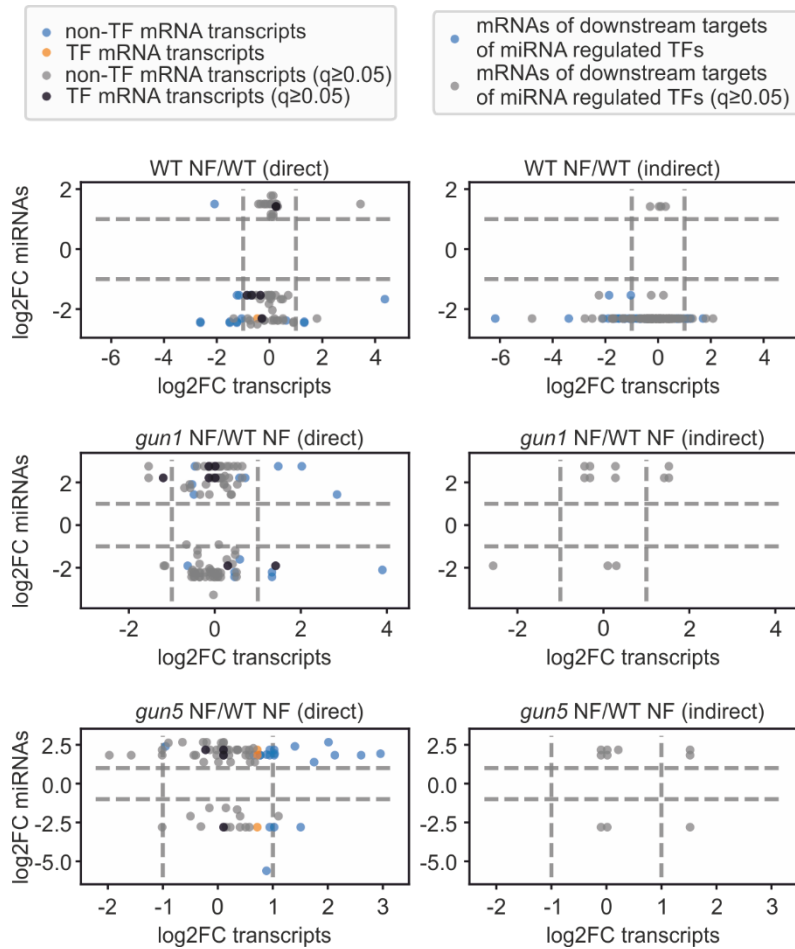 non-TF mRNA transcripts
TF mRNA transcripts
non-TF mRNA transcripts (q≥0.05)
TF mRNA transcripts (q≥0.05)
mRNAs of downstream targets
of miRNA regulated TFs
mRNAs of downstream targets
of miRNA regulated TFs (q≥0.05)
WT NF/WT (direct)
log2FC miRNAs
2
0
-2
-6 -4 -2 0 2 4
log2FC transcripts
WT NF/WT (indirect)
2
0
-2
-6 -4 -2 0 2 4
log2FC transcripts
gun1 NF/WT NF (direct)
log2FC miRNAs
2
0
-2
-2 0 2 4
log2FC transcripts
gun1 NF/WT NF (indirect)
2
0
-2
-2 0 2 4
log2FC transcripts
gun5 NF/WT NF (direct)
log2FC miRNAs
2.5
0.0
-2.5
-5.0
-2 -1 0 1 2 3
log2FC transcripts
gun5 NF/WT NF (indirect)
2.5
0.0
-2.5
-5.0
-2 -1 0 1 2 3
log2FC transcripts